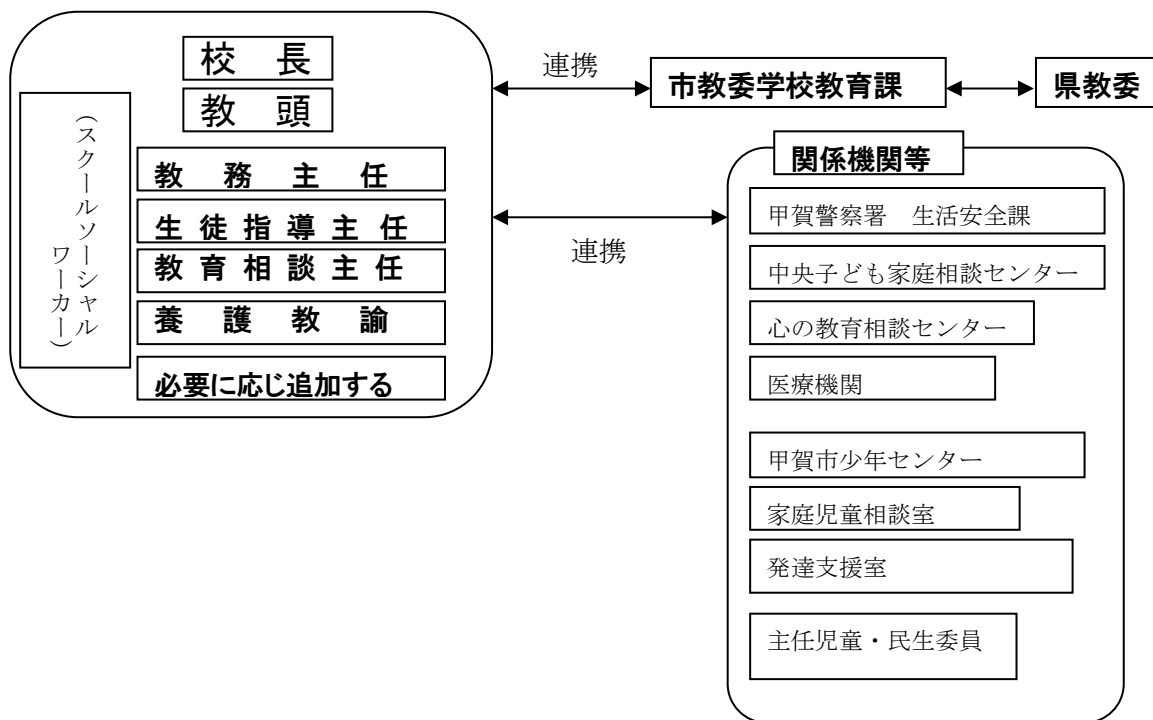 校　長
教　頭
（スクールソーシャル
ワーカー）
教　務　主　任
生 徒 指 導 主 任
教 育 相 談 主 任
養　護　教　諭
必要に応じ追加する
連携
市教委学校教育課
県教委
連携
関係機関等
甲賀警察署　生活安全課
中央子ども家庭相談センター
心の教育相談センター
医療機関
甲賀市少年センター
家庭児童相談室
発達支援室
主任児童・民生委員